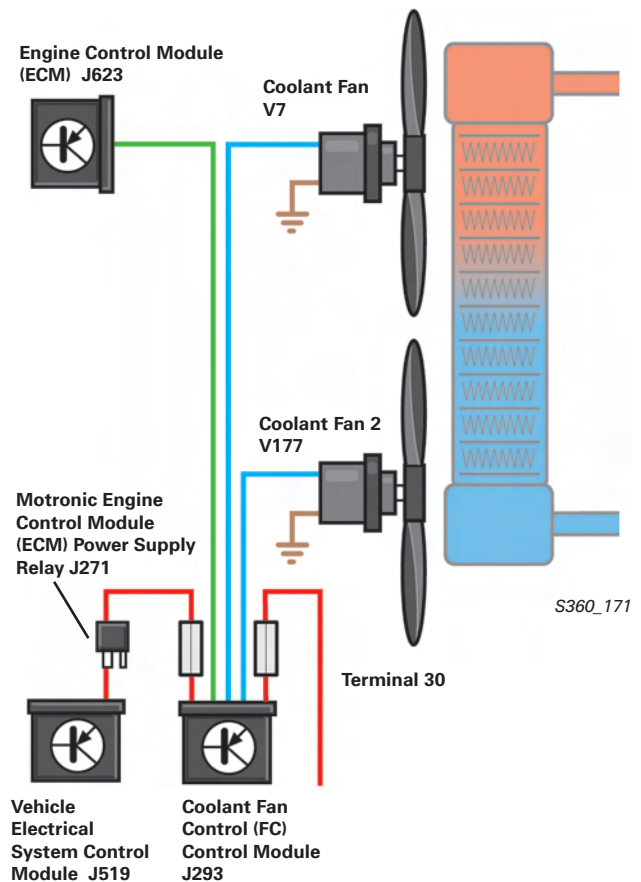 Engine Control Module
(ECM) J623
Coolant Fan
V7
Coolant Fan 2
V177
Motronic Engine
Control Module
(ECM) Power Supply
Relay J271
S360_171
Terminal 30
Vehicle
Electrical
System Control
Module J519
Coolant Fan
Control (FC)
Control Module
J293